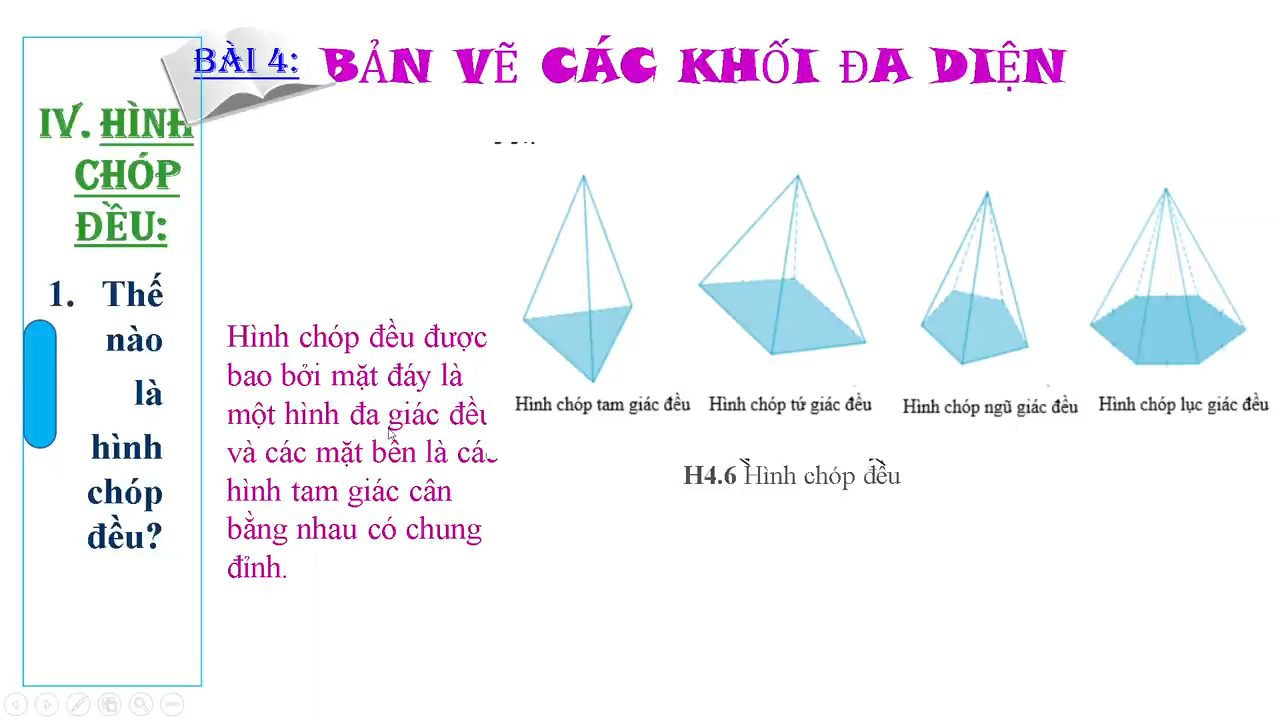 BÀI 4: BẢN VẼ CÁC KHỐI ĐA DIỆN
IV. HÌNH
CHÓP
ĐỀU:
1. Thế
nào
là
hình
chóp
đều?
Hình chóp đều được
bao bởi mặt đáy là
một hình đa giác đều
và các mặt bên là các
hình tam giác cân
bằng nhau có chung
đỉnh.
Hình chóp tam giác đều
Hình chóp tứ giác đều
Hình chóp ngũ giác đều
Hình chóp lục giác đều
H4.6 Hình chóp đều